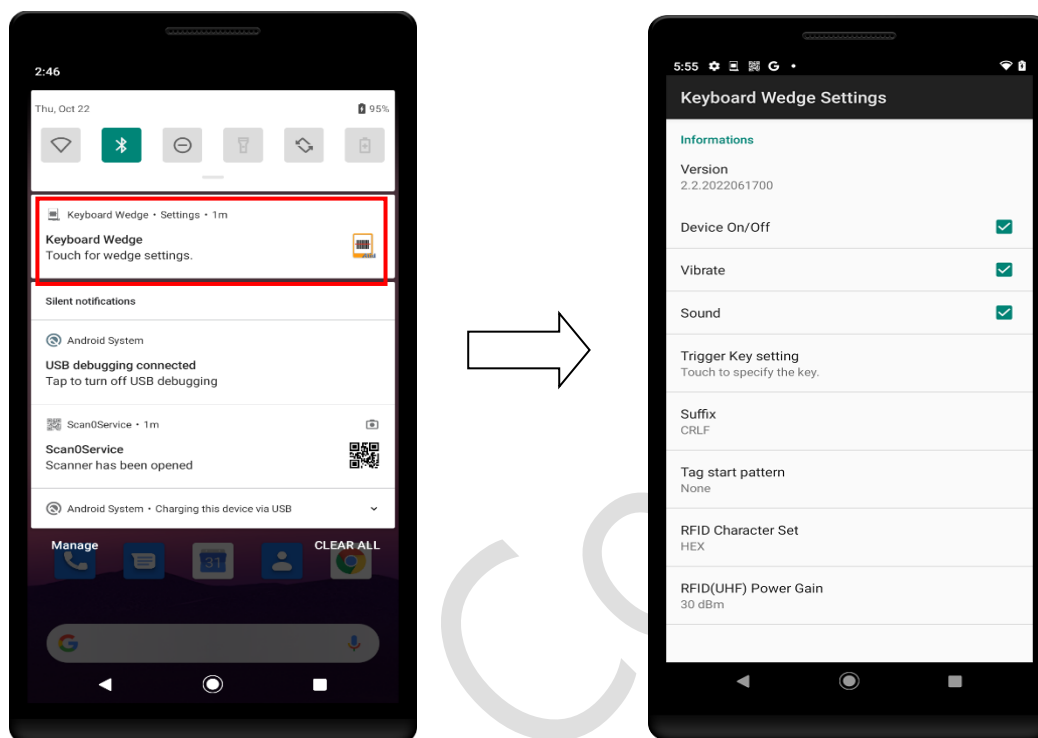 2:46
Thu, Oct 22
95%
Keyboard Wedge • Settings • 1m
Keyboard Wedge
Touch for wedge settings.
Silent notifications
Android System
USB debugging connected
Tap to turn off USB debugging
Scan0Service • 1m
Scan0Service
Scanner has been opened
Android System • Charging this device via USB
Manage
CLEAR ALL
31
5:55
G
Keyboard Wedge Settings
Informations
Version
2.2.2022061700
Device On/Off
Vibrate
Sound
Trigger Key setting
Touch to specify the key.
Suffix
CRLF
Tag start pattern
None
RFID Character Set
HEX
RFID(UHF) Power Gain
30 dBm